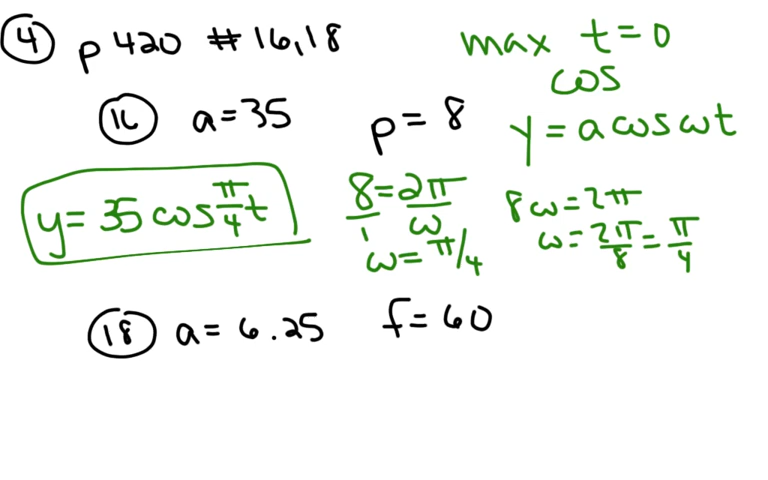 ④ p 420 #16,18
max t=0
cos
⑯ a=35 p=8
y=a cos ωt
y=35 cos π/4 t
8/1=2π/ω
ω=π/4
8ω=2π
ω=2π/8=π/4
⑱ a=6.25 f=60